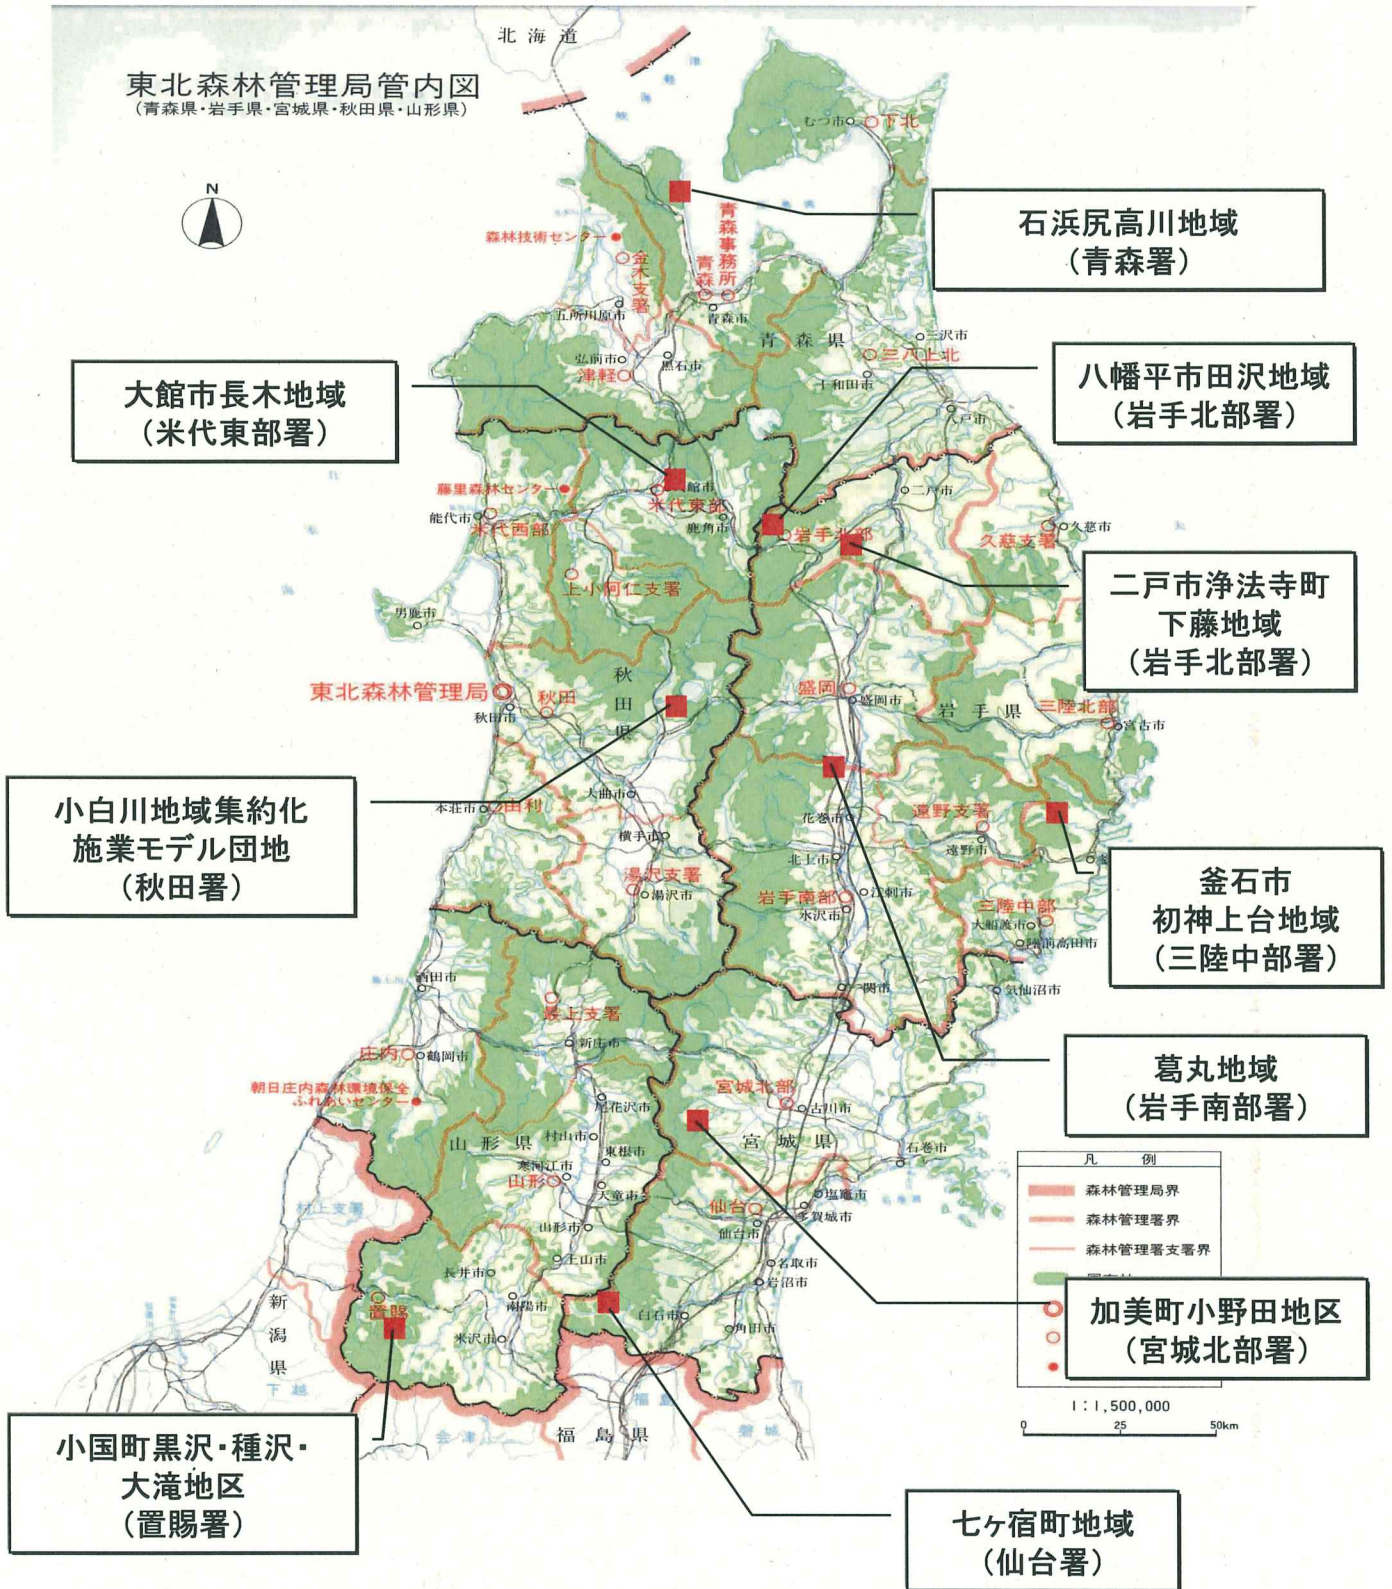 北海道
東北森林管理局管内図
(青森県・岩手県・宮城県・秋田県・山形県)
N
津
軽
海
峡
むつ市
下北
石浜尻高川地域
(青森署)
森林技術センター
金木支署
青森
青森事務所
五所川原市
青森市
青森県
三沢市
弘前市
黒石市
津軽
三八上北
十和田市
八戸市
大館市長木地域
(米代東部署)
八幡平市田沢地域
(岩手北部署)
藤里森林センター
館市
米代東部
能代市
米代西部
鹿角市
二戸市
岩手北部
久慈支署
久慈市
上小阿仁支署
二戸市浄法寺町
下藤地域
(岩手北部署)
男鹿市
秋田県
東北森林管理局
秋田市
秋田
盛岡
盛岡市
岩手県
三陸北部
宮古市
小白川地域集約化
施業モデル団地
(秋田署)
本荘市
由利
大曲市
横手市
花巻市
遠野支署
遠野市
北上市
湯沢支署
湯沢市
岩手南部
江刺市
水沢市
三陸中部
大船渡市
陸前高田市
釜石市
初神上台地域
(三陸中部署)
酒田市
一関市
気仙沼市
最上支署
新庄市
庄内
鶴岡市
葛丸地域
(岩手南部署)
朝日庄内森林環境保全
ふれあいセンター
宮城北部
古川市
尾花沢市
山形県
村山市
東根市
宮城県
石巻市
寒河江市
山形
天童市
塩竈市
多賀城市
仙台
仙台市
山形市
上山市
名取市
岩沼市
村上支署
長井市
南陽市
置賜
米沢市
白石市
角田市
新潟県
下越
会津
福島
福島県
磐城
凡例
森林管理局界
森林管理署界
森林管理署支署界
加美町小野田地区
(宮城北部署)
1:1,500,000
0 25 50km
小国町黒沢・種沢・
大滝地区
(置賜署)
七ヶ宿町地域
(仙台署)